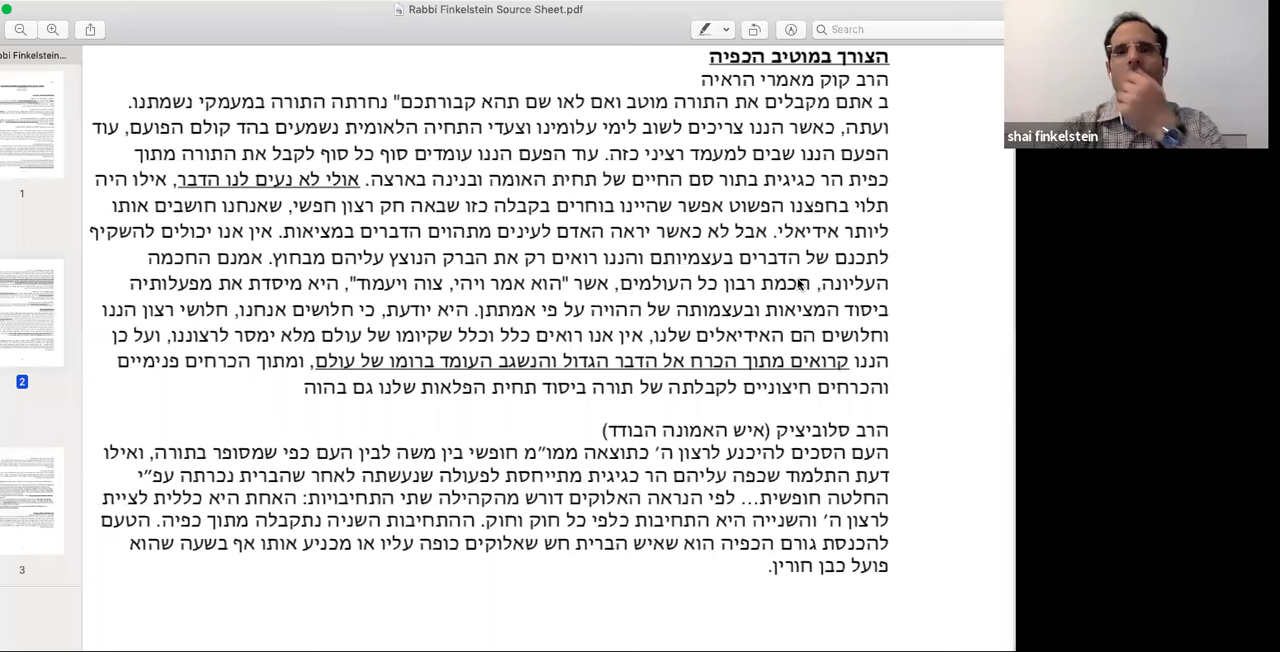 Rabbi Finkelstein Source Sheet.pdf
Search
bbi Finkelstein...
1
2
3
shai finkelstein
הצורך במוטיב הכפיה
הרב קוק מאמרי הראיה
ב אתם מקבלים את התורה מוטב ואם לאו שם תהא קבורתכם" נחרתה התורה במעמקי נשמתנו.
ועתה, כאשר הננו צריכים לשוב לימי עלומינו וצעדי התחיה הלאומית נשמעים בהד קולם הפועם, עוד
הפעם הננו שבים למעמד רציני כזה. עוד הפעם הננו עומדים סוף כל סוף לקבל את התורה מתוך
כפית הר כגיגית בתור סם החיים של תחית האומה ובנינה בארצה. אולי לא נעים לנו הדבר, אילו היה
תלוי בחפצנו הפשוט אפשר שהיינו בוחרים בקבלה כזו שבאה חק רצון חפשי, שאנחנו חושבים אותו
ליותר אידיאלי. אבל לא כאשר יראה האדם לעינים מתהוים הדברים במציאות. אין אנו יכולים להשקיף
לתכנם של הדברים בעצמיותם והננו רואים רק את הברק הנוצץ עליהם מבחוץ. אמנם החכמה
העליונה, חכמת רבון כל העולמים, אשר "הוא אמר ויהי, צוה ויעמוד", היא מיסדת את מפעלותיה
ביסוד המציאות ובעצמותה של ההויה על פי אמתתן. היא יודעת, כי חלושים אנחנו, חלושי רצון הננו
וחלושים הם האידיאלים שלנו, אין אנו רואים כלל וכלל שקיומו של עולם מלא ימסר לרצוננו, ועל כן
הננו קרואים מתוך הכרח אל הדבר הגדול והנשגב העומד ברומו של עולם, ומתוך הכרחים פנימיים
והכרחים חיצוניים לקבלתה של תורה ביסוד תחית הפלאות שלנו גם בהוה
הרב סלוביציק (איש האמונה הבודד)
העם הסכים להיכנע לרצון ה׳ כתוצאה ממו״מ חופשי בין משה לבין העם כפי שמסופר בתורה, ואילו
דעת התלמוד שכפה עליהם הר כגיגית מתייחסת לפעולה שנעשתה לאחר שהברית נכרתה עפ״י
החלטה חופשית... לפי הנראה האלוקים דורש מהקהילה שתי התחיבויות: האחת היא כללית לציית
לרצון ה׳ והשנייה היא התחיבות כלפי כל חוק וחוק. ההתחיבות השניה נתקבלה מתוך כפיה. הטעם
להכנסת גורם הכפיה הוא שאיש הברית חש שאלוקים כופה עליו או מכניע אותו אף בשעה שהוא
פועל כבן חורין.